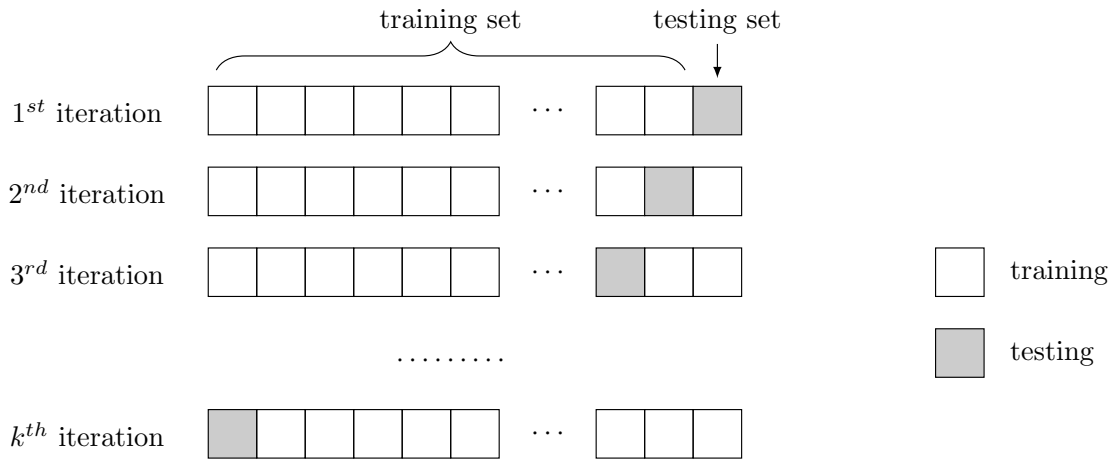 training set
testing set
1st iteration
...
2nd iteration
...
3rd iteration
...
training
testing
.........
kth iteration
...